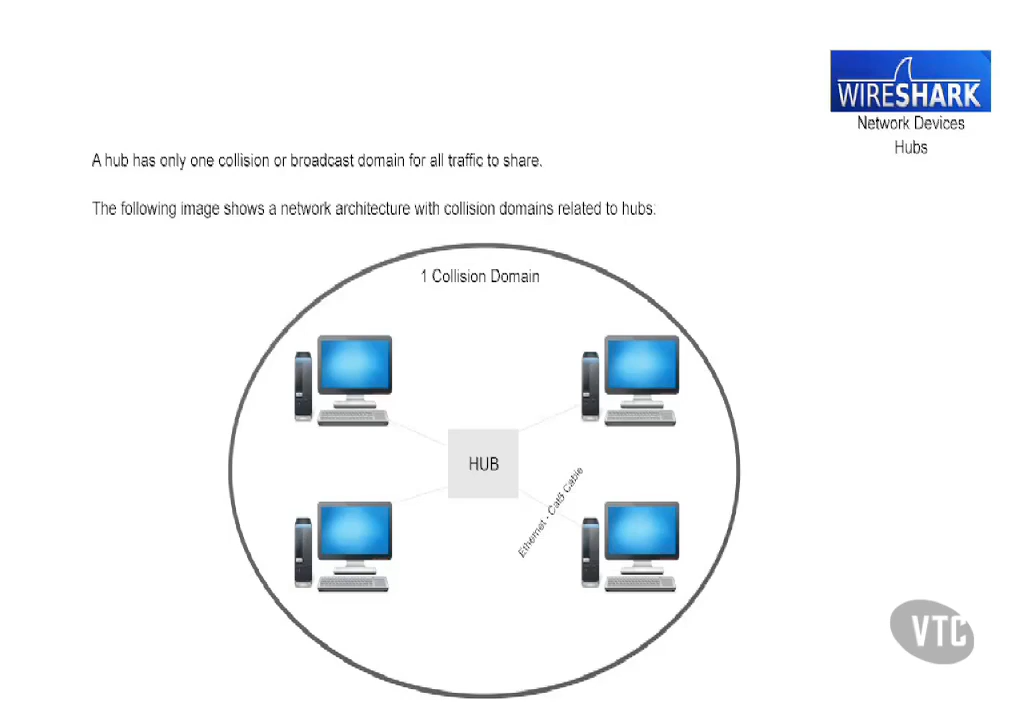 WIRESHARK
Network Devices
Hubs
A hub has only one collision or broadcast domain for all traffic to share.
The following image shows a network architecture with collision domains related to hubs:
1 Collision Domain
HUB
Ethernet - Cat5 Cable
VTC